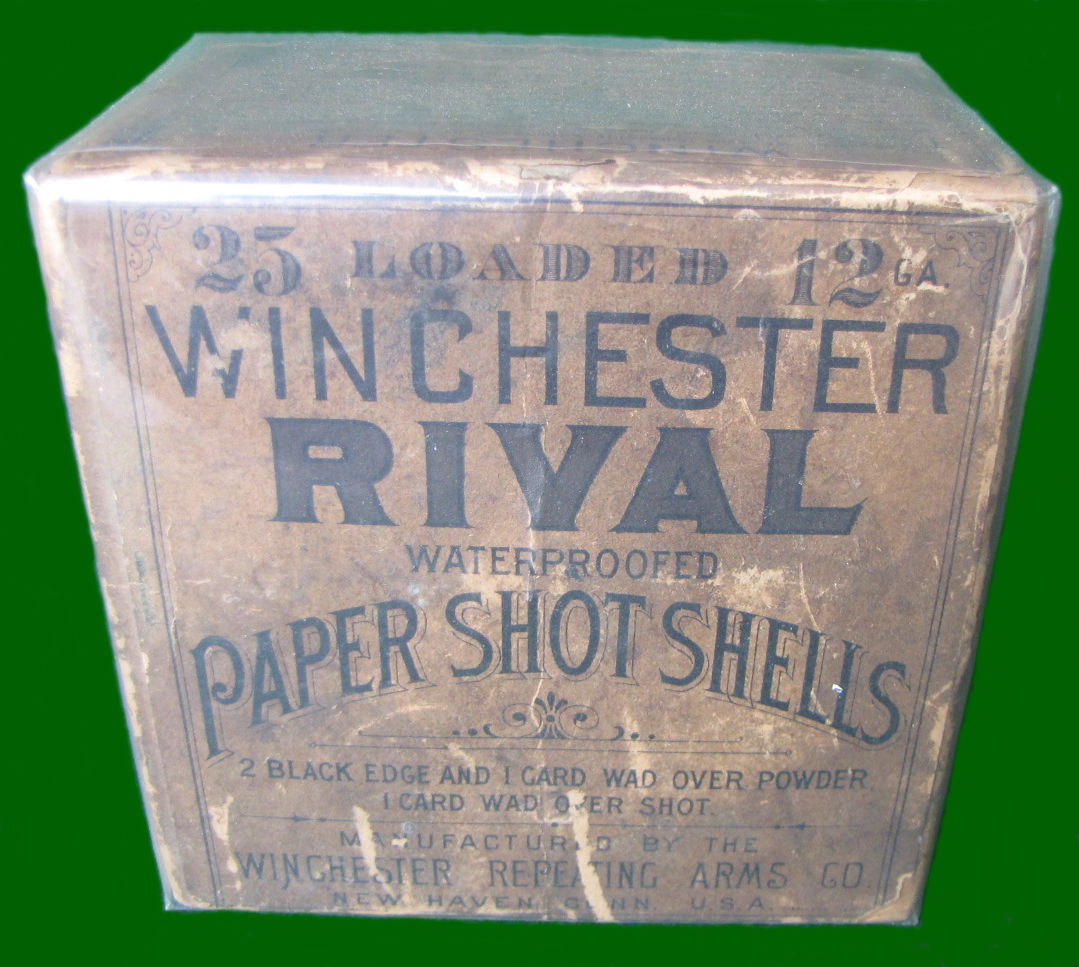 25 LOADED 12 GA.
WINCHESTER
RIVAL
WATERPROOFED
PAPER SHOT SHELLS
2 BLACK EDGE AND 1 CARD WAD OVER POWDER.
1 CARD WAD OVER SHOT.
MANUFACTURED BY THE
WINCHESTER REPEATING ARMS CO.
NEW HAVEN CONN. U.S.A.